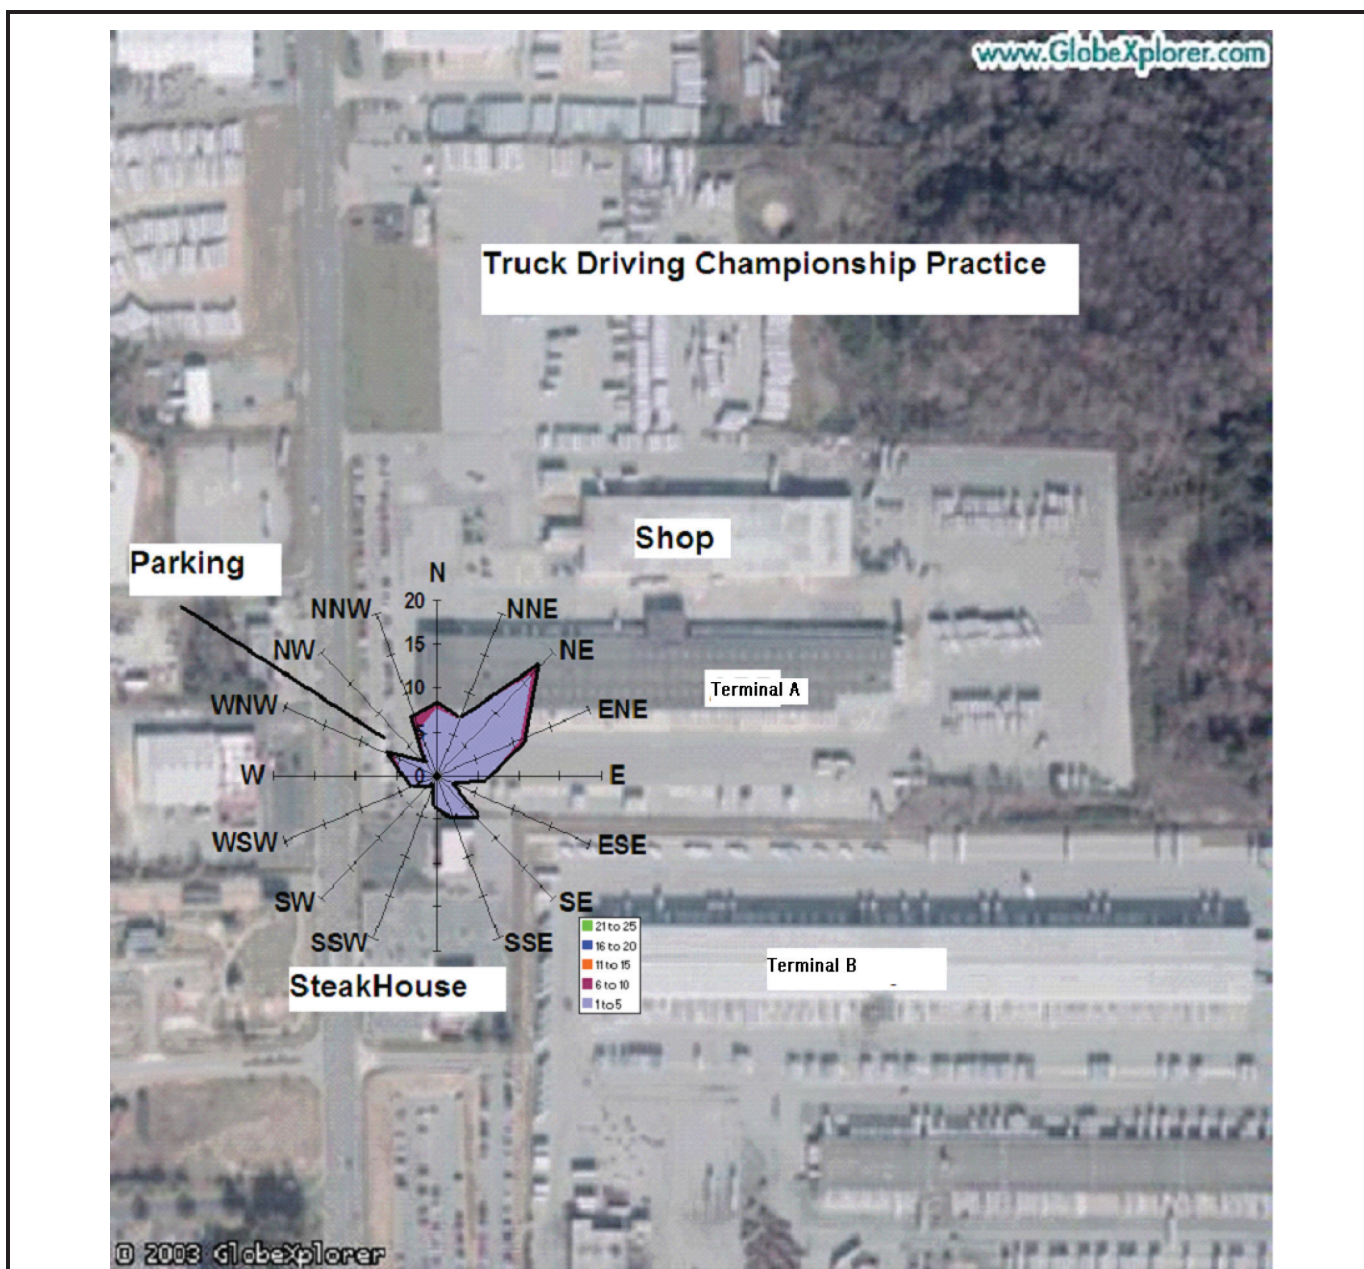 www.GlobeXplorer.com
Truck Driving Championship Practice
Shop
Parking
N
20
NNW
NNE
15
NW
NE
10
Terminal A
WNW
ENE
5
W
0
E
WSW
ESE
SW
SE
SSW
SSE
21 to 25
16 to 20
11 to 15
6 to 10
1 to 5
Terminal B
SteakHouse
© 2003 GlobeXplorer